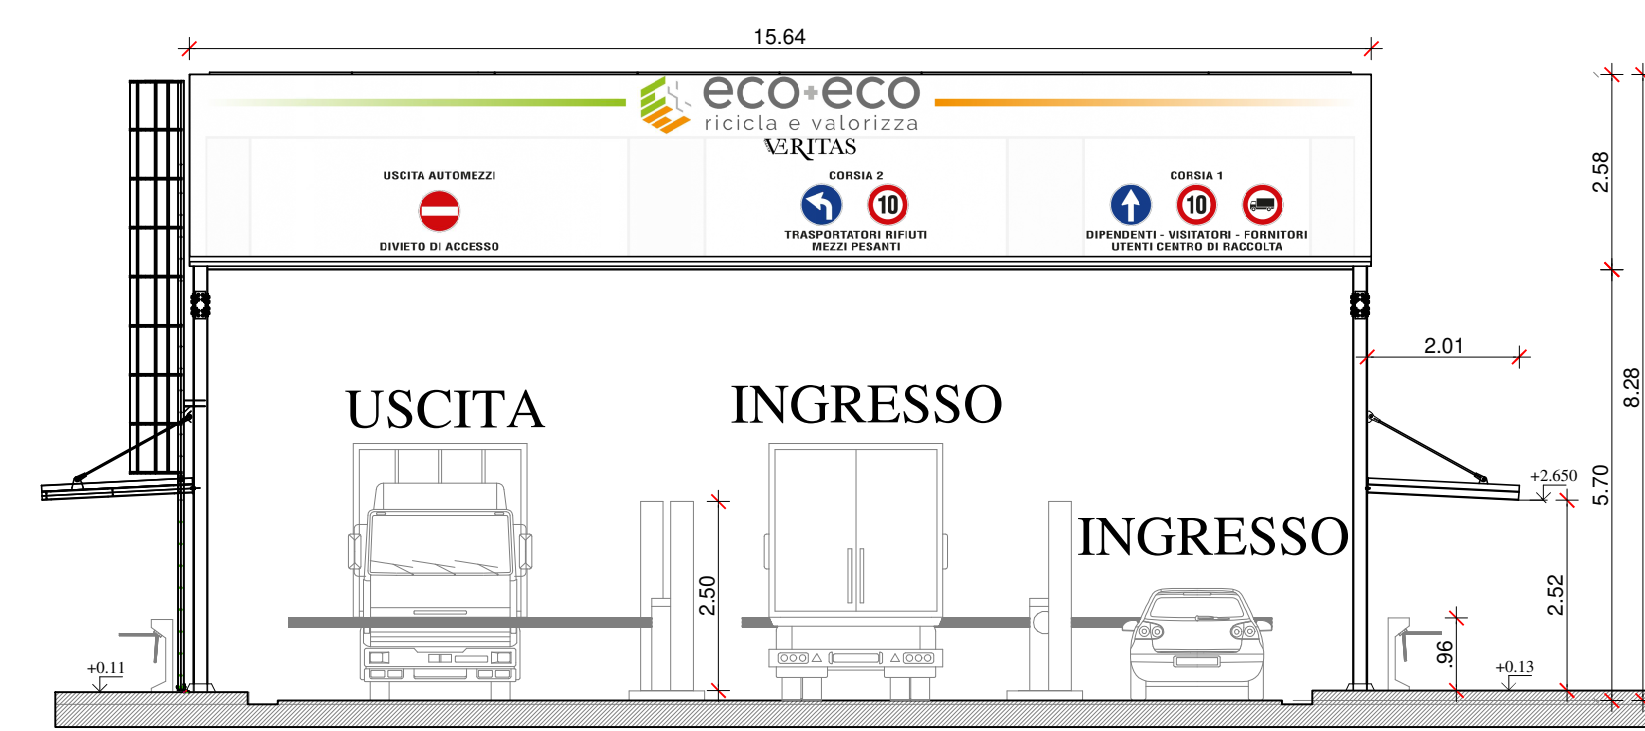 15.64
eco+eco
ricicla e valorizza
VERITAS
USCITA AUTOMEZZI
DIVIETO DI ACCESSO
CORSIA 2
10
TRASPORTATORI RIFIUTI
MEZZI PESANTI
CORSIA 1
10
DIPENDENTI - VISITATORI - FORNITORI
UTENTI CENTRO DI RACCOLTA
2.58
2.01
8.28
USCITA
INGRESSO
INGRESSO
+2.650
5.70
2.50
2.52
.96
+0.11
+0.13